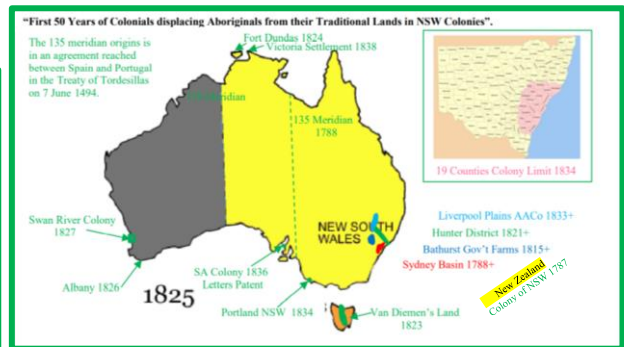 "First 50 Years of Colonials displacing Aboriginals from their Traditional Lands in NSW Colonies".
The 135 meridian origins is
in an agreement reached
between Spain and Portugal
in the Treaty of Tordesillas
on 7 June 1494.
Fort Dundas 1824
Victoria Settlement 1838
Meridian
135 Meridian
1788
19 Counties Colony Limit 1834
Swan River Colony
1827
Albany 1826
1825
SA Colony 1836
Letters Patent
Portland NSW 1834
NEW SOUTH
WALES
Liverpool Plains AACo 1833+
Hunter District 1821+
Bathurst Gov't Farms 1815+
Sydney Basin 1788+
New Zealand
Colony of NSW 1787
Van Diemen's Land
1823